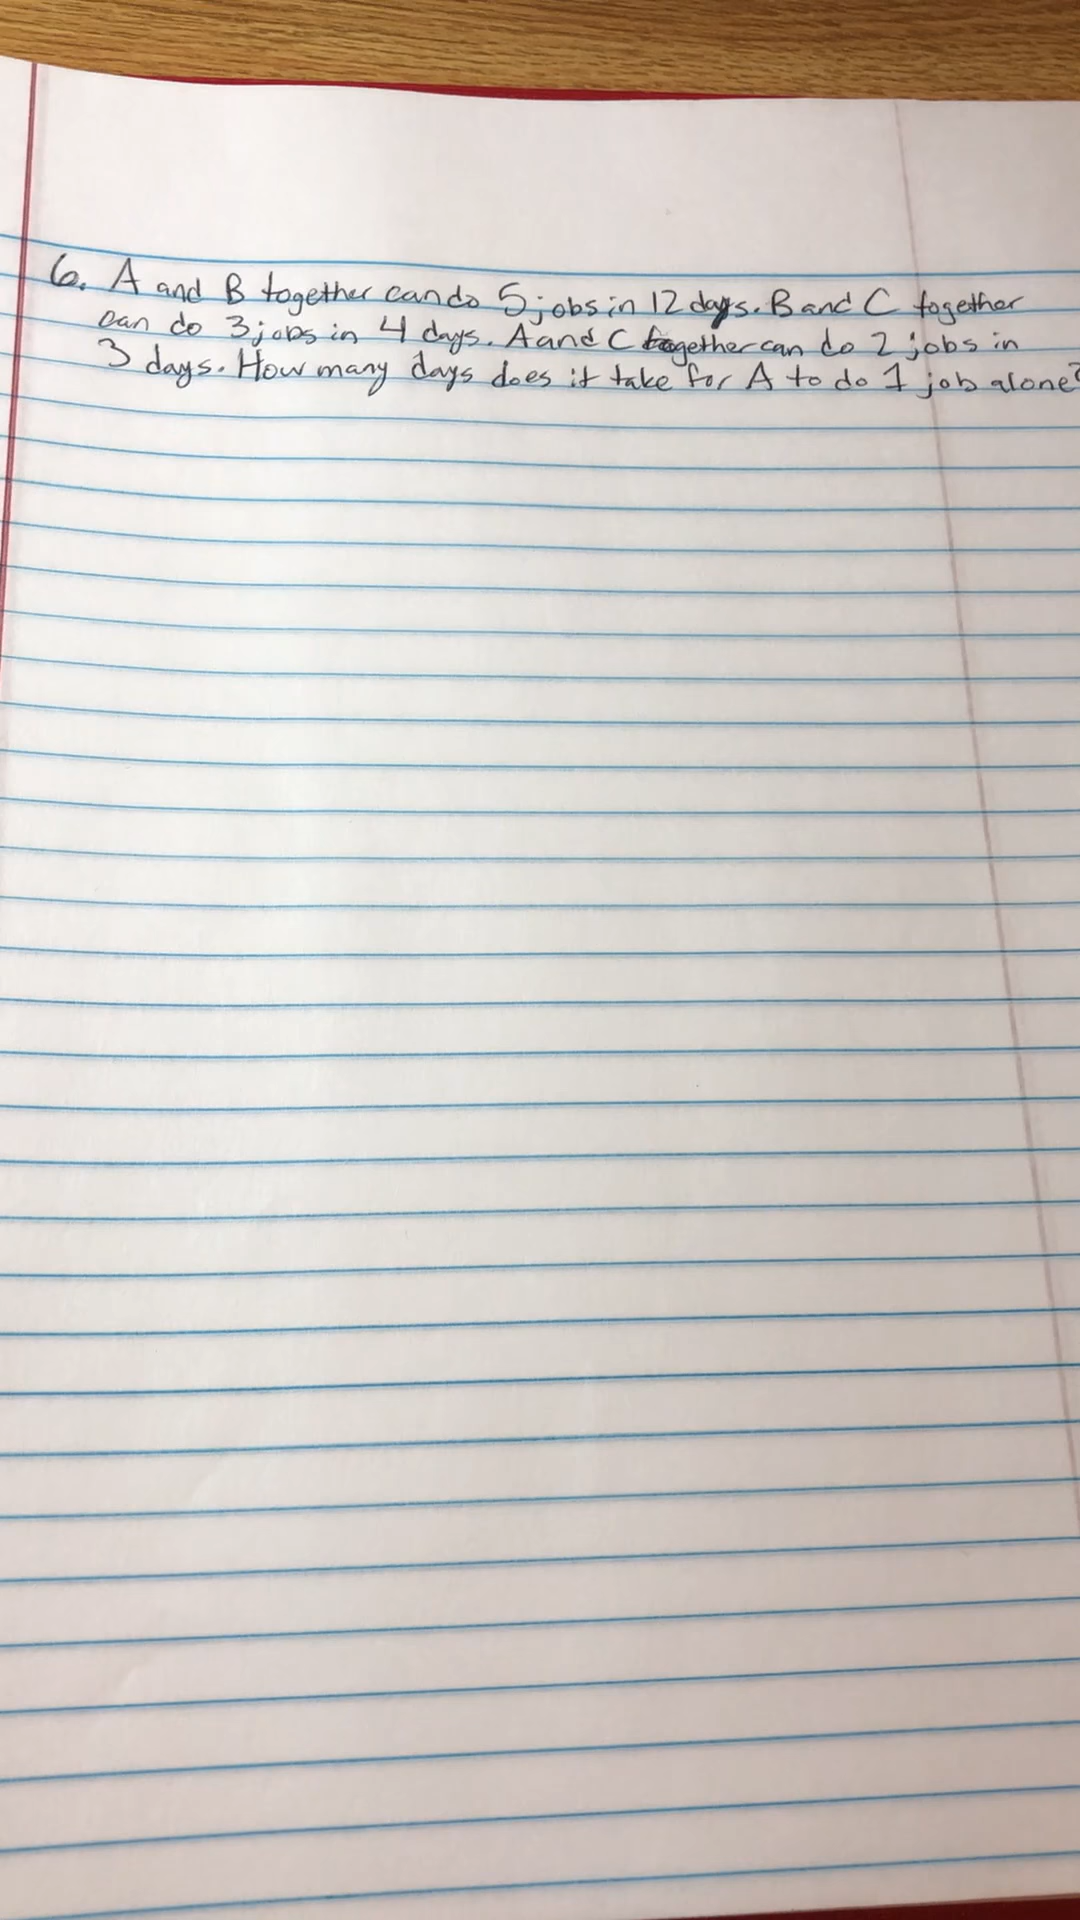 6. A and B together can do 5 jobs in 12 days. B and C together
can do 3 jobs in 4 days. A and C together can do 2 jobs in
3 days. How many days does it take for A to do 1 job alone?